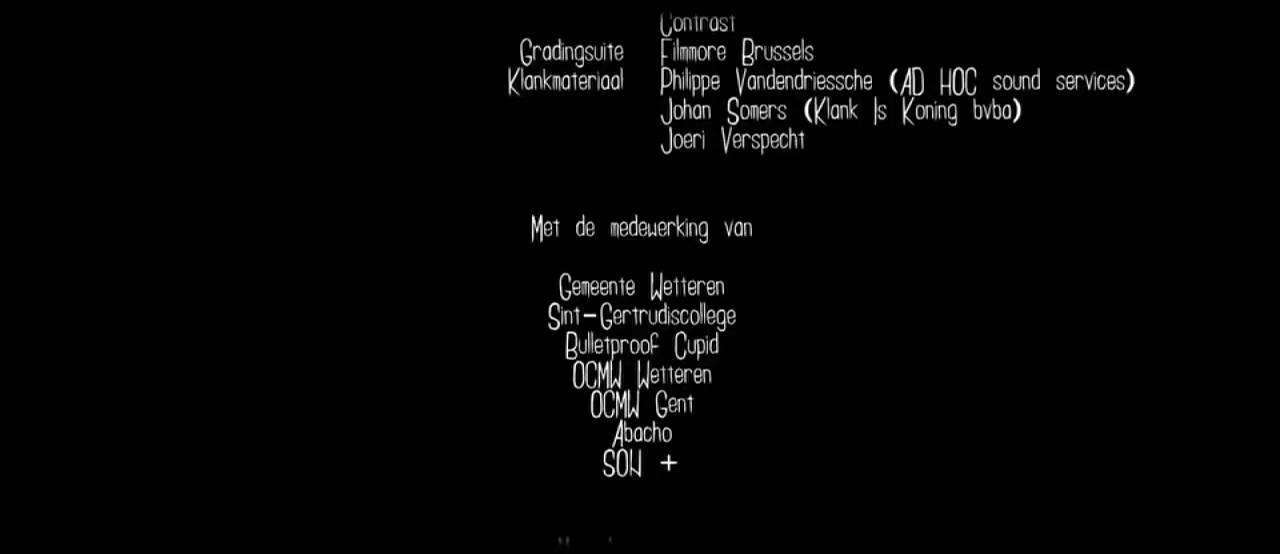 Contrast
Gradingsuite Filmmore Brussels
Klankmateriaal Philippe Vandendriessche (AD HOC sound services)
Johan Somers (Klank Is Koning bvba)
Joeri Verspecht
Met de medewerking van
Gemeente Wetteren
Sint-Gertrudiscollege
Bulletproof Cupid
OCMW Wetteren
OCMW Gent
Abacho
SOW +